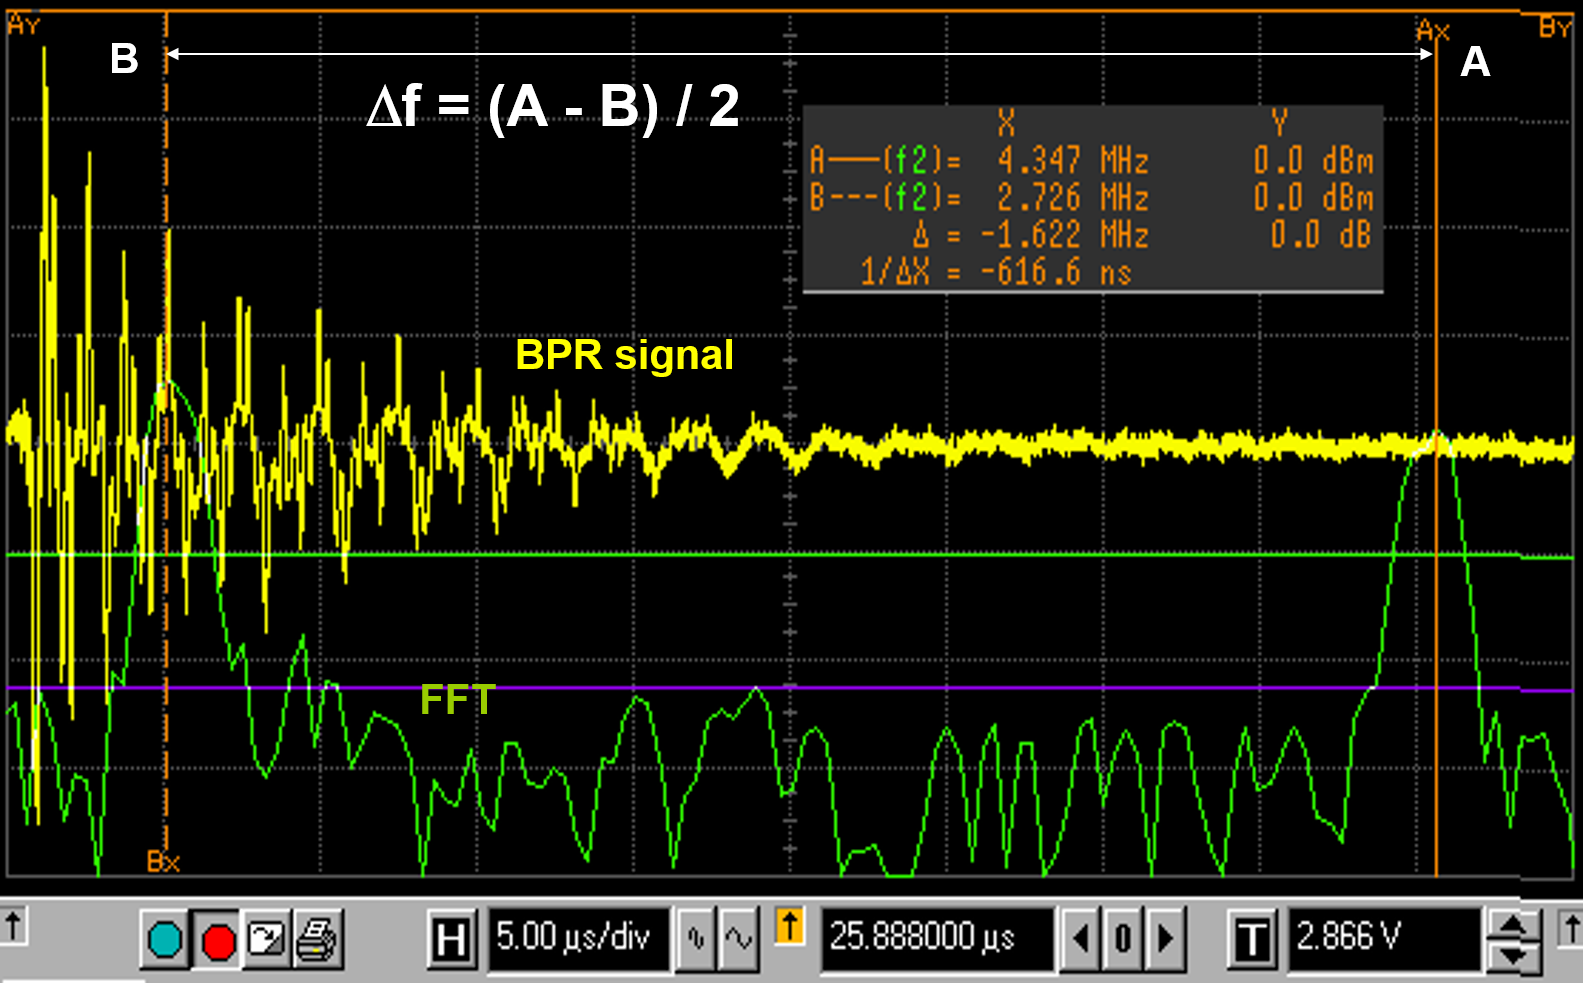 AY
Ax
BY
B
A
Δf = (A - B) / 2
X Y
A——(f2)= 4.347 MHz 0.0 dBm
B---(f2)= 2.726 MHz 0.0 dBm
Δ = -1.622 MHz 0.0 dB
1/ΔX = -616.6 ns
BPR signal
FFT
Bx
H 5.00 µs/div 25.888000 µs 0 T 2.866 V